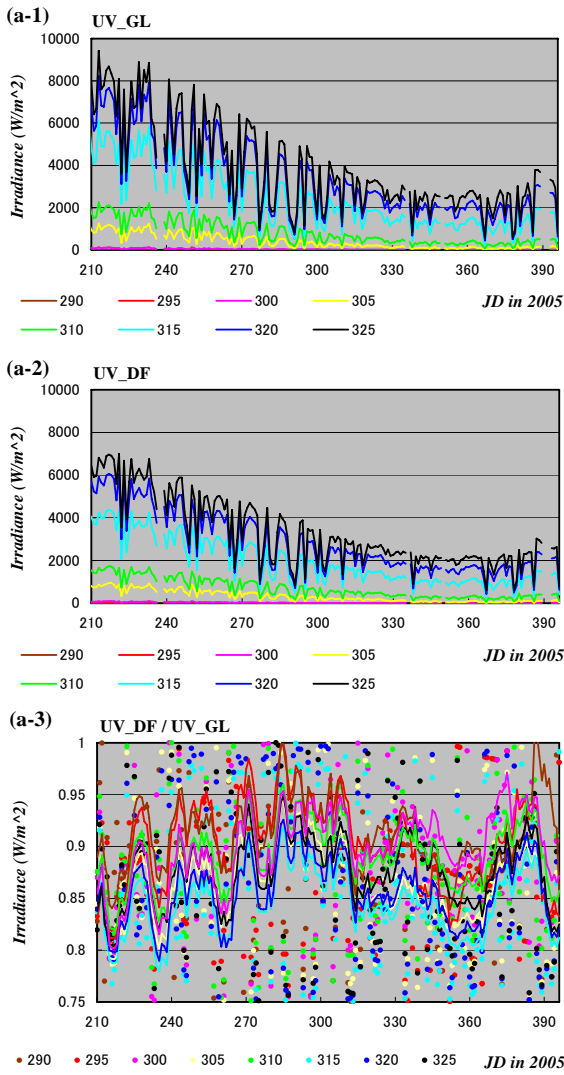 (a-1)
UV_GL
10000
8000
6000
4000
2000
0
Irradiance (W/m^2)
210 240 270 300 330 360 390
290 295 300 305
JD in 2005
310 315 320 325
(a-2)
UV_DF
10000
8000
6000
4000
2000
0
Irradiance (W/m^2)
210 240 270 300 330 360 390
290 295 300 305
JD in 2005
310 315 320 325
(a-3)
UV_DF / UV_GL
1
0.95
0.9
0.85
0.8
0.75
Irradiance (W/m^2)
210 240 270 300 330 360 390
290 295 300 305 310 315 320 325 JD in 2005